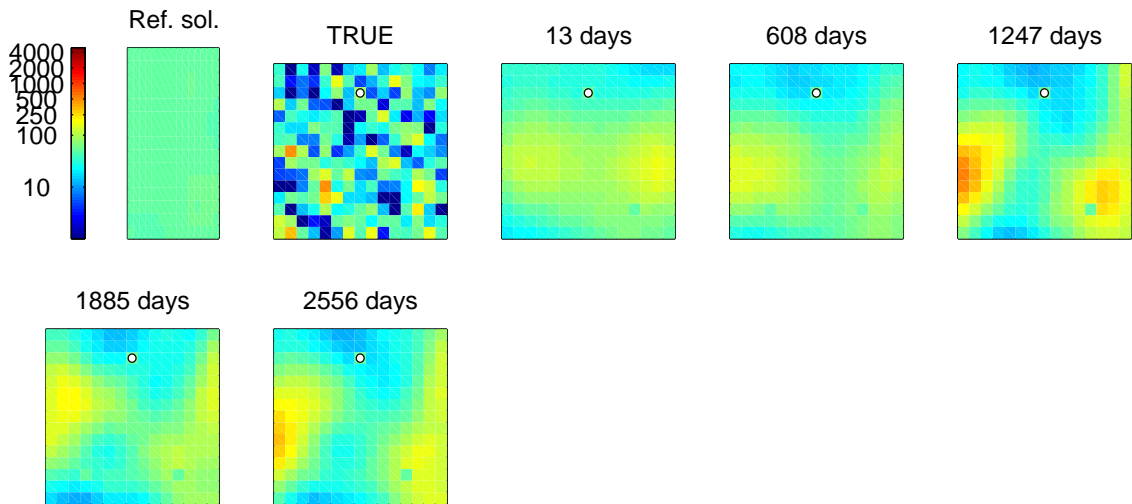 Ref. sol.
TRUE
13 days
608 days
1247 days
4000
2000
1000
500
250
100
10
1885 days
2556 days